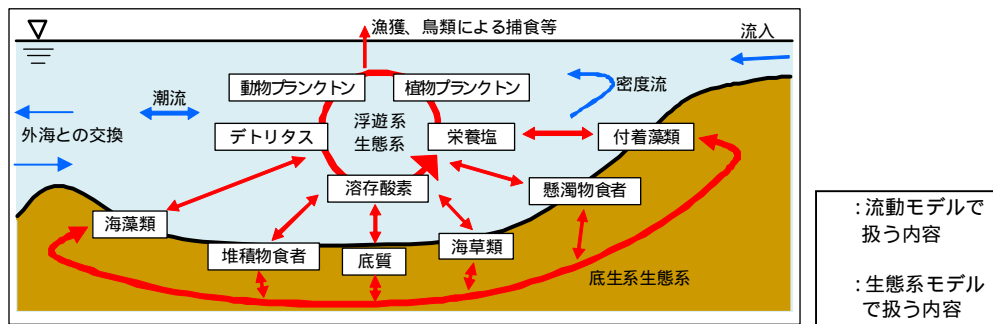 漁獲、鳥類による捕食等
流入
動物プランクトン
植物プランクトン
密度流
潮流
外海との交換
浮遊系
生態系
デトリタス
栄養塩
付着藻類
溶存酸素
懸濁物食者
海藻類
堆積物食者
底質
海草類
底生系生態系
：流動モデルで
扱う内容
：生態系モデル
で扱う内容